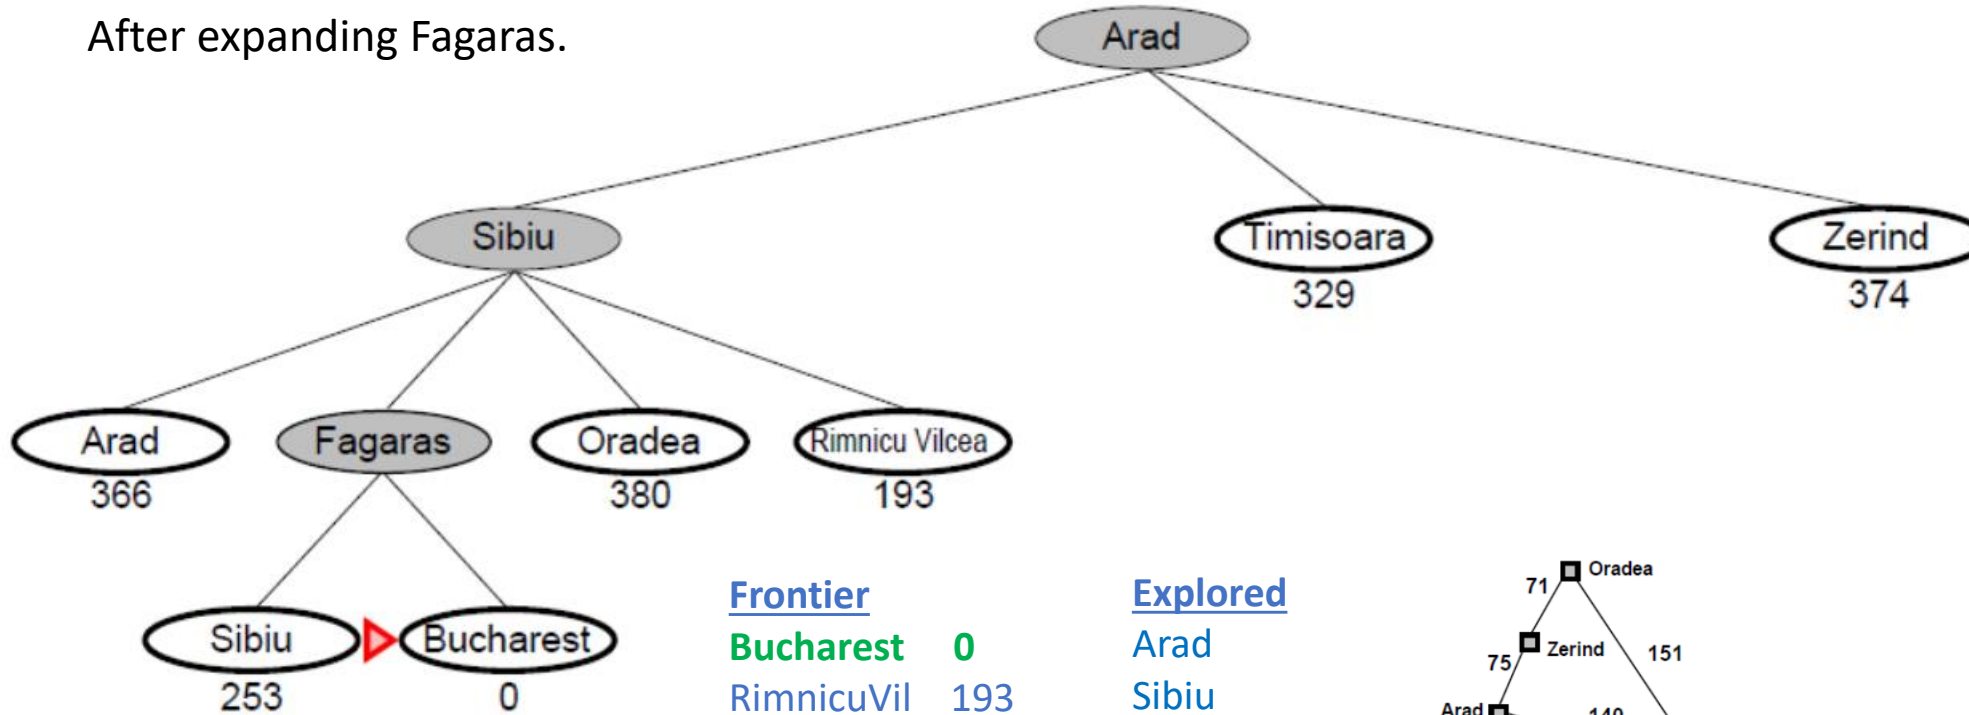 After expanding Fagaras.
Arad
Sibiu
Timisoara
Zerind
329
374
Arad
Fagaras
Oradea
Rimnicu Vilcea
366
380
193
Sibiu
Bucharest
253
0
Frontier
Bucharest 0
RimnicuVil 193
Explored
Arad
Sibiu
Oradea
71
Zerind
151
75
Arad
140